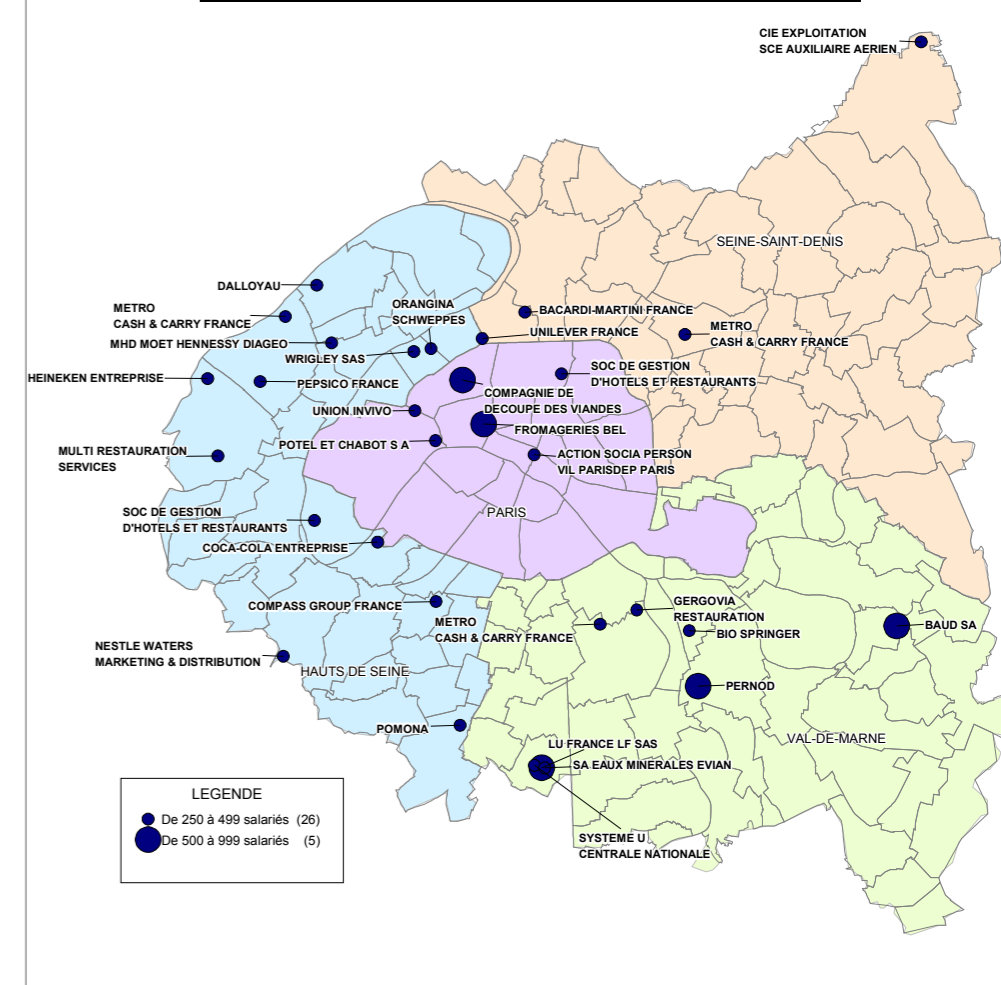 CIE EXPLOITATION
SCE AUXILIAIRE AERIEN
SEINE-SAINT-DENIS
DALLOYAU
METRO
CASH & CARRY FRANCE
ORANGINA
SCHWEPPES
BACARDI-MARTINI FRANCE
UNILEVER FRANCE
METRO
CASH & CARRY FRANCE
MHD MOET HENNESSY DIAGEO
WRIGLEY SAS
SOC DE GESTION
D'HOTELS ET RESTAURANTS
HEINEKEN ENTREPRISE
PEPSICO FRANCE
COMPAGNIE DE
DECOUPE DES VIANDES
UNION INVIVO
FROMAGERIES BEL
POTEL ET CHABOT S A
MULTI RESTAURATION
SERVICES
ACTION SOCIA PERSON
VIL PARISDEP PARIS
SOC DE GESTION
D'HOTELS ET RESTAURANTS
PARIS
COCA-COLA ENTREPRISE
COMPASS GROUP FRANCE
METRO
CASH & CARRY FRANCE
GERGOVIA
RESTAURATION
BIO SPRINGER
BAUD SA
NESTLE WATERS
MARKETING & DISTRIBUTION
HAUTS DE SEINE
PERNOD
POMONA
VAL-DE-MARNE
LU FRANCE LF SAS
SA EAUX MINERALES EVIAN
SYSTEME U
CENTRALE NATIONALE
LEGENDE
De 250 à 499 salariés (26)
De 500 à 999 salariés (5)